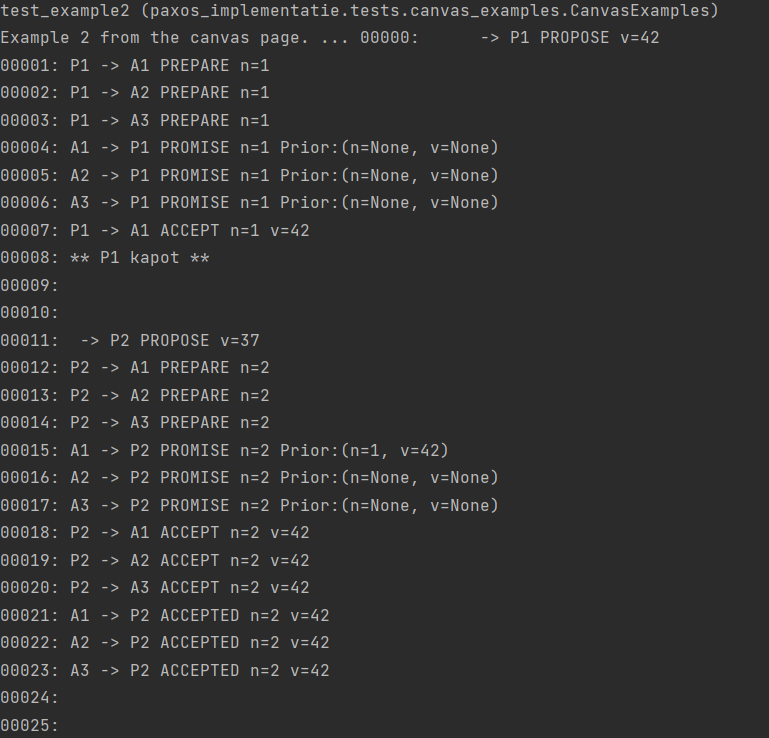 test_example2 (paxos_implementatie.tests.canvas_examples.CanvasExamples)
Example 2 from the canvas page. ... 00000:      -> P1 PROPOSE v=42
00001: P1 -> A1 PREPARE n=1
00002: P1 -> A2 PREPARE n=1
00003: P1 -> A3 PREPARE n=1
00004: A1 -> P1 PROMISE n=1 Prior:(n=None, v=None)
00005: A2 -> P1 PROMISE n=1 Prior:(n=None, v=None)
00006: A3 -> P1 PROMISE n=1 Prior:(n=None, v=None)
00007: P1 -> A1 ACCEPT n=1 v=42
00008: ** P1 kapot **
00009:
00010:
00011:  -> P2 PROPOSE v=37
00012: P2 -> A1 PREPARE n=2
00013: P2 -> A2 PREPARE n=2
00014: P2 -> A3 PREPARE n=2
00015: A1 -> P2 PROMISE n=2 Prior:(n=1, v=42)
00016: A2 -> P2 PROMISE n=2 Prior:(n=None, v=None)
00017: A3 -> P2 PROMISE n=2 Prior:(n=None, v=None)
00018: P2 -> A1 ACCEPT n=2 v=42
00019: P2 -> A2 ACCEPT n=2 v=42
00020: P2 -> A3 ACCEPT n=2 v=42
00021: A1 -> P2 ACCEPTED n=2 v=42
00022: A2 -> P2 ACCEPTED n=2 v=42
00023: A3 -> P2 ACCEPTED n=2 v=42
00024:
00025: